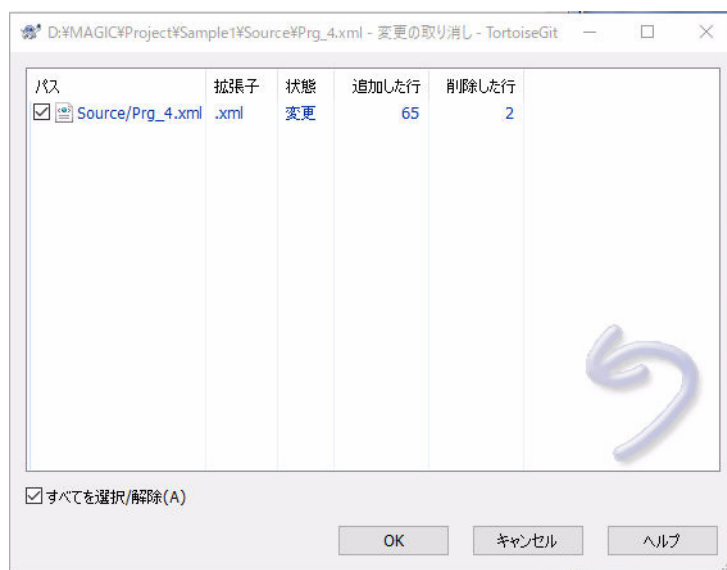 D:¥MAGIC¥Project¥Sample1¥Source¥Prg_4.xml - 変更の取り消し - TortoiseGit
パス 拡張子 状態 追加した行 削除した行
Source/Prg_4.xml .xml 変更 65 2
すべてを選択/解除(A)
OK キャンセル ヘルプ